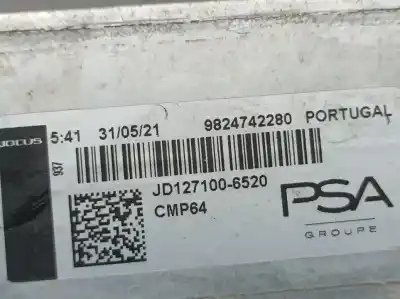 5:41 31/05/21 9824742280 PORTUGAL
937
JD127100-6520
CMP64
PSA
GROUPE